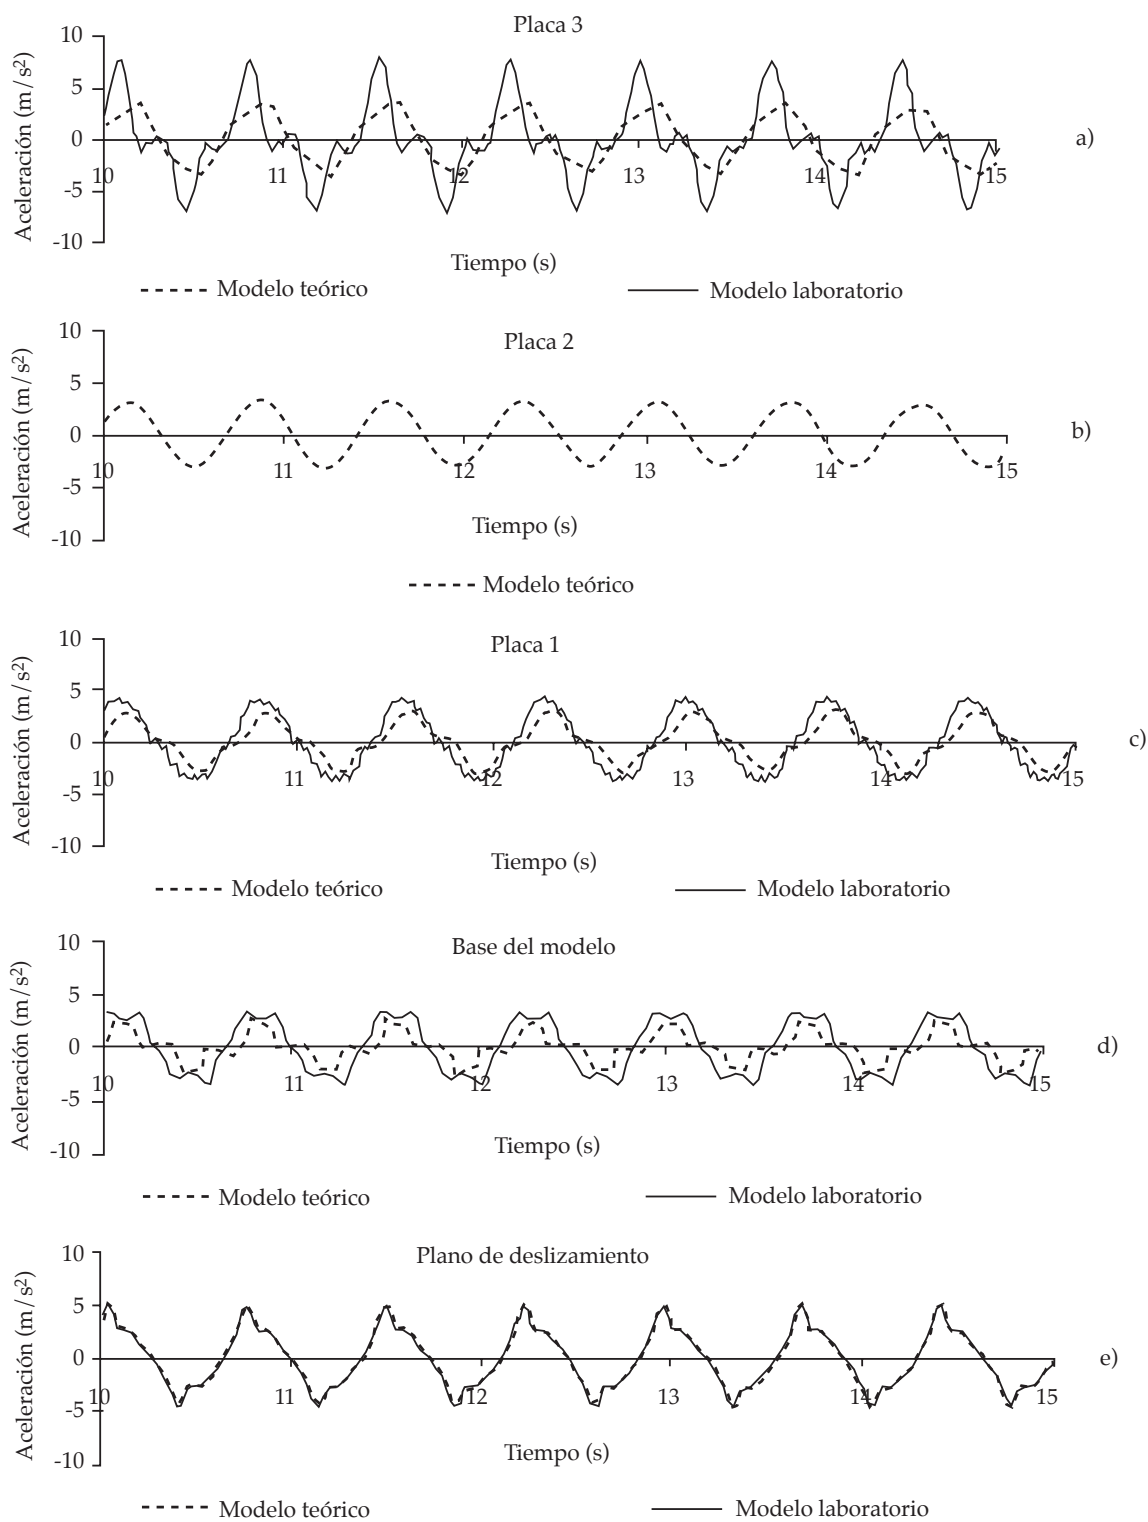 Placa 3
Aceleración (m/s²)
10
5
0
-5
-10
10 11 12 13 14 15
a)
Tiempo (s)
Modelo teórico Modelo laboratorio
Placa 2
Aceleración (m/s²)
10
5
0
-5
-10
10 11 12 13 14 15
b)
Tiempo (s)
Modelo teórico
Placa 1
Aceleración (m/s²)
10
5
0
-5
-10
10 11 12 13 14 15
c)
Tiempo (s)
Modelo teórico Modelo laboratorio
Base del modelo
Aceleración (m/s²)
10
5
0
-5
-10
10 11 12 13 14 15
d)
Tiempo (s)
Modelo teórico Modelo laboratorio
Plano de deslizamiento
Aceleración (m/s²)
10
5
0
-5
-10
10 11 12 13 14 15
e)
Tiempo (s)
Modelo teórico Modelo laboratorio